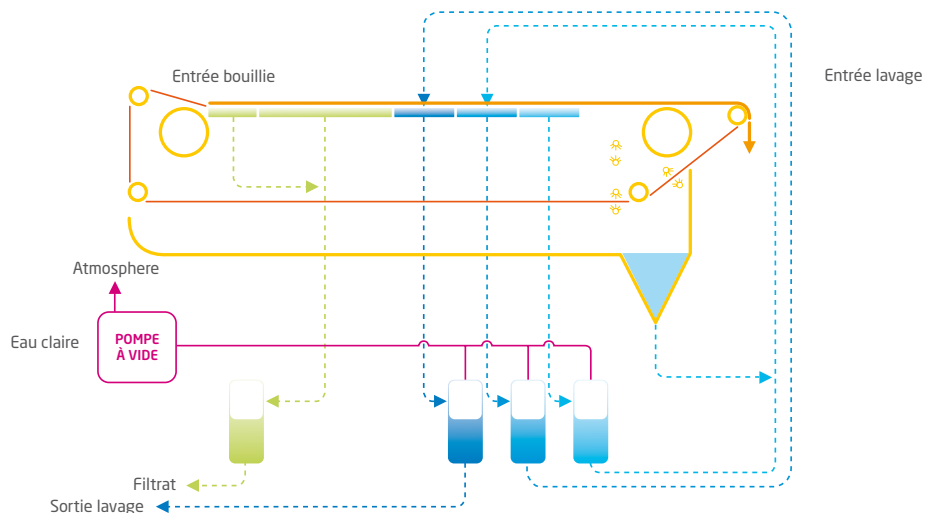 Entrée bouillie
Entrée lavage
Atmosphere
Eau claire
POMPE
À VIDE
Filtrat
Sortie lavage